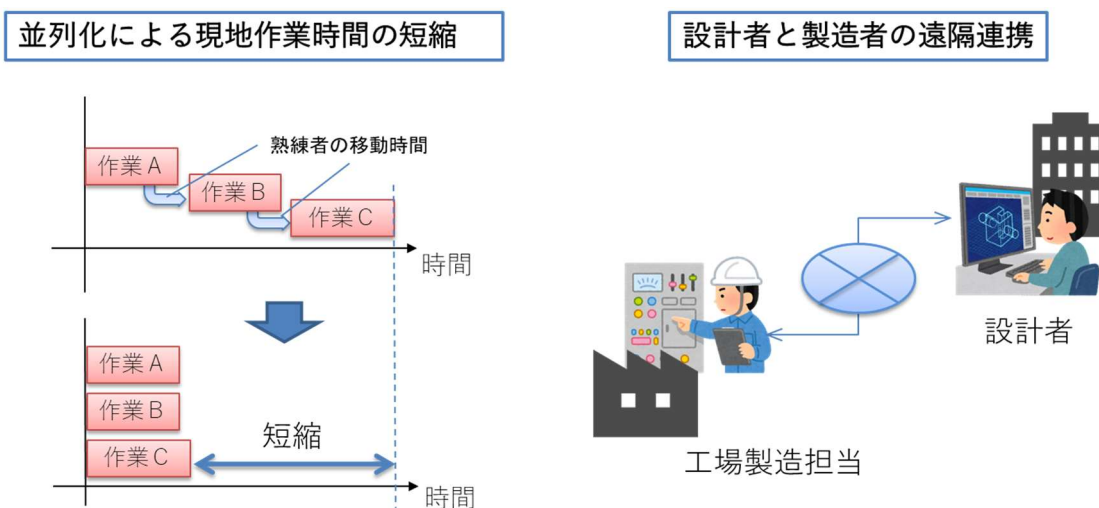 並列化による現地作業時間の短縮
設計者と製造者の遠隔連携
熟練者の移動時間
作業A
作業B
作業C
時間
作業A
作業B
作業C
短縮
時間
設計者
工場製造担当